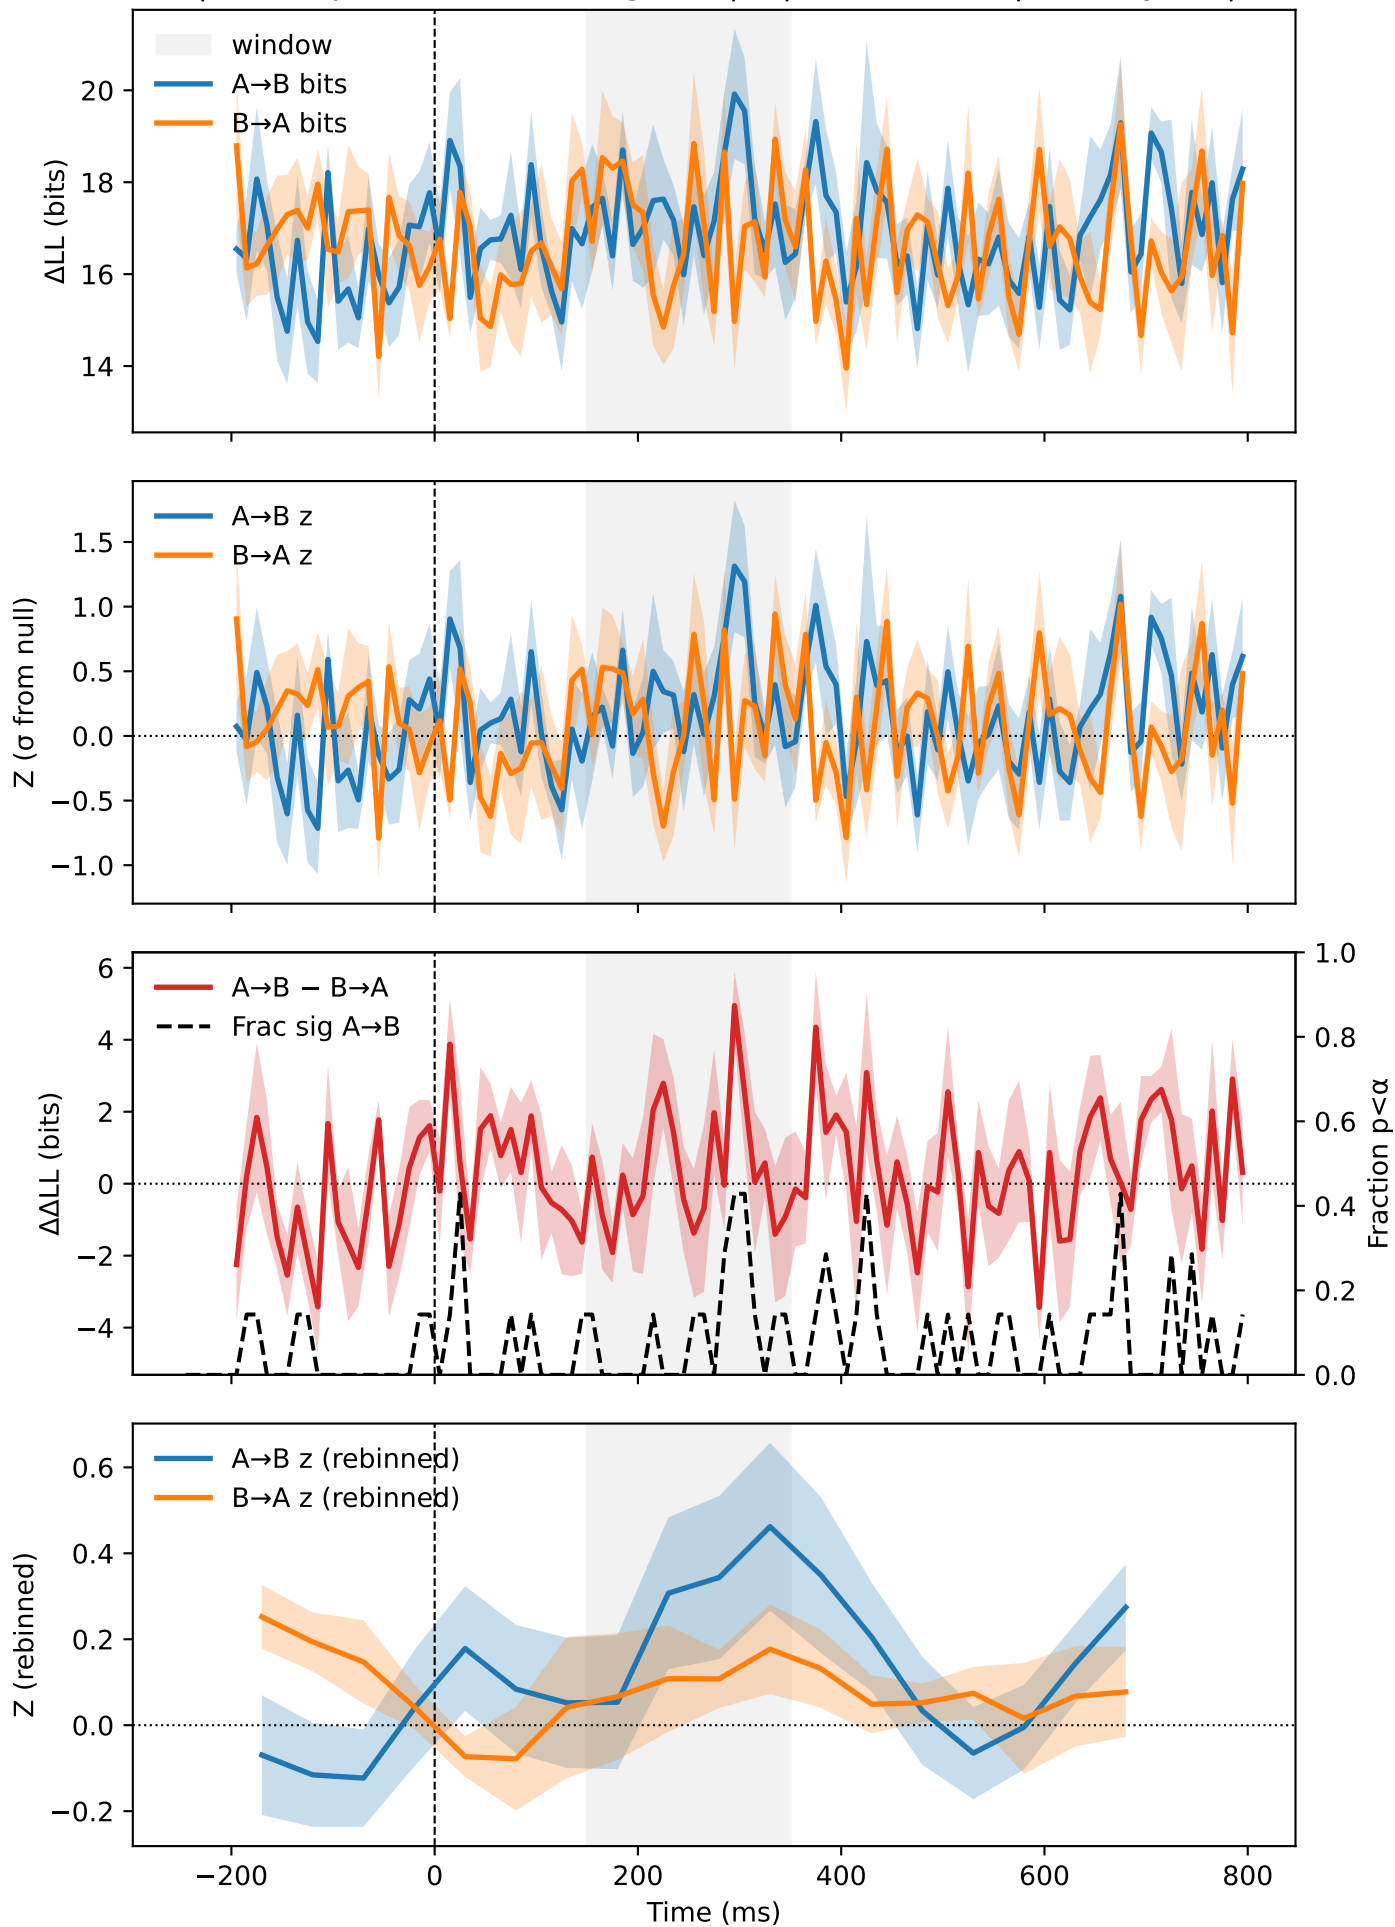 window
A→B bits
B→A bits
ΔLL (bits)
20
18
16
14
A→B z
B→A z
Z (σ from null)
1.5
1.0
0.5
0.0
−0.5
−1.0
A→B − B→A
Frac sig A→B
ΔΔLL (bits)
6
4
2
0
−2
−4
1.0
0.8
0.6
0.4
0.2
0.0
Fraction p<α
A→B z (rebinned)
B→A z (rebinned)
Z (rebinned)
0.6
0.4
0.2
0.0
−0.2
−200
0
200
400
600
800
Time (ms)